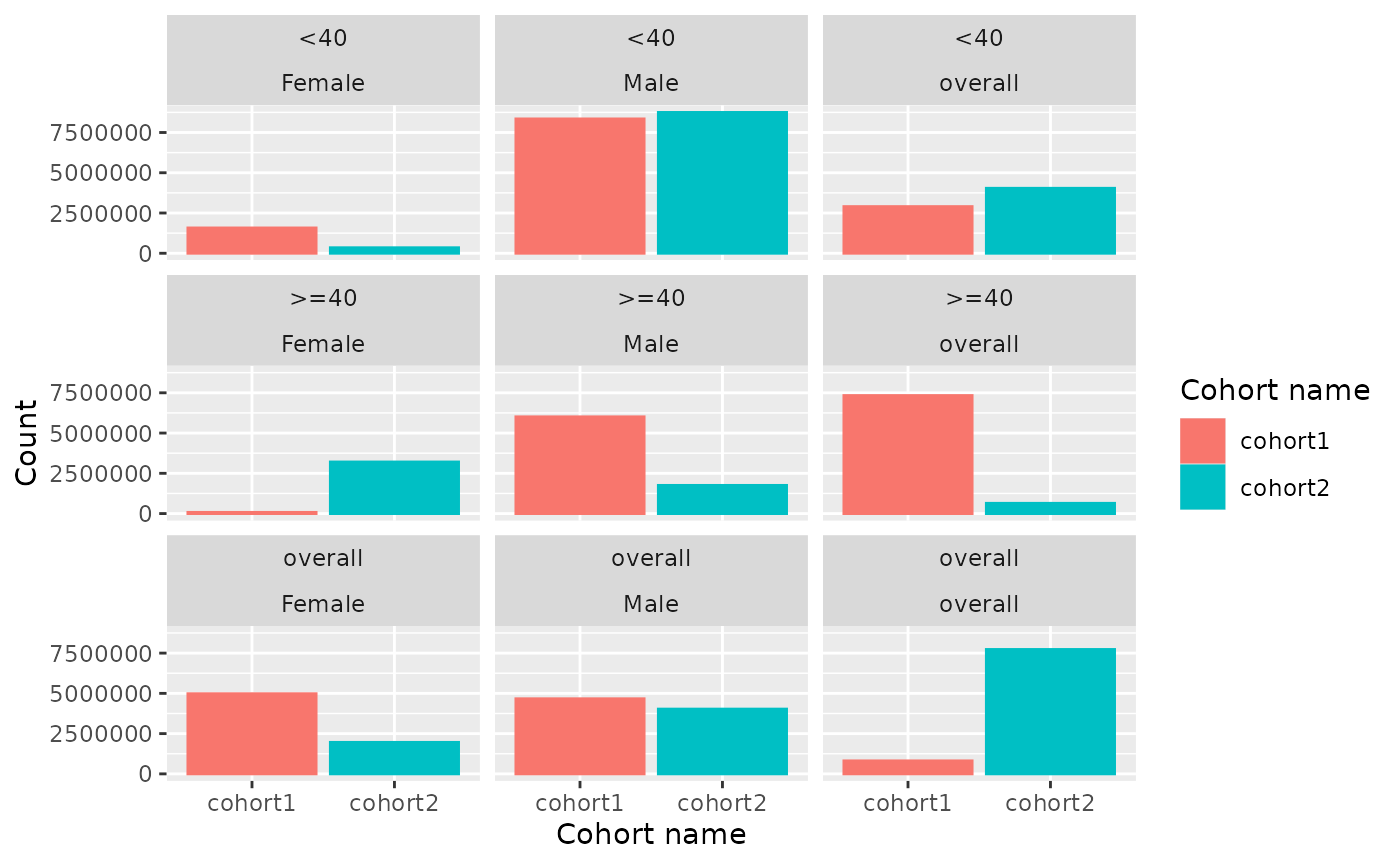 <40
<40
<40
Female
Male
overall
7500000
5000000
2500000
0
>=40
>=40
>=40
Female
Male
overall
7500000
5000000
2500000
0
overall
overall
overall
Female
Male
overall
7500000
5000000
2500000
0
cohort1
cohort2
cohort1
cohort2
cohort1
cohort2
Cohort name
Count
Cohort name
cohort1
cohort2